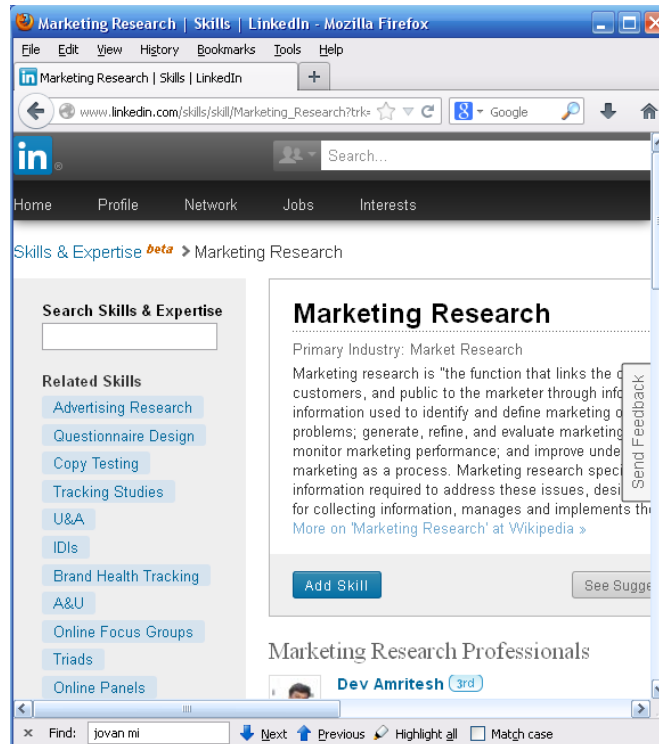 Marketing Research | Skills | LinkedIn - Mozilla Firefox
File Edit View History Bookmarks Tools Help
in Marketing Research | Skills | LinkedIn +
www.linkedin.com/skills/skill/Marketing_Research?trk= 8 Google
in ® Search...
Home Profile Network Jobs Interests
Skills & Expertise beta > Marketing Research
Search Skills & Expertise
Related Skills
Advertising Research
Questionnaire Design
Copy Testing
Tracking Studies
U&A
IDIs
Brand Health Tracking
A&U
Online Focus Groups
Triads
Online Panels
Marketing Research
Primary Industry: Market Research
Marketing research is "the function that links the
customers, and public to the marketer through info
information used to identify and define marketing o
problems; generate, refine, and evaluate marketing
monitor marketing performance; and improve unde
marketing as a process. Marketing research speci
information required to address these issues, desi
for collecting information, manages and implements the
More on 'Marketing Research' at Wikipedia »
Add Skill See Sugge
Send Feedback
Marketing Research Professionals
Dev Amritesh 3rd
× Find: jovan mi Next Previous Highlight all Match case